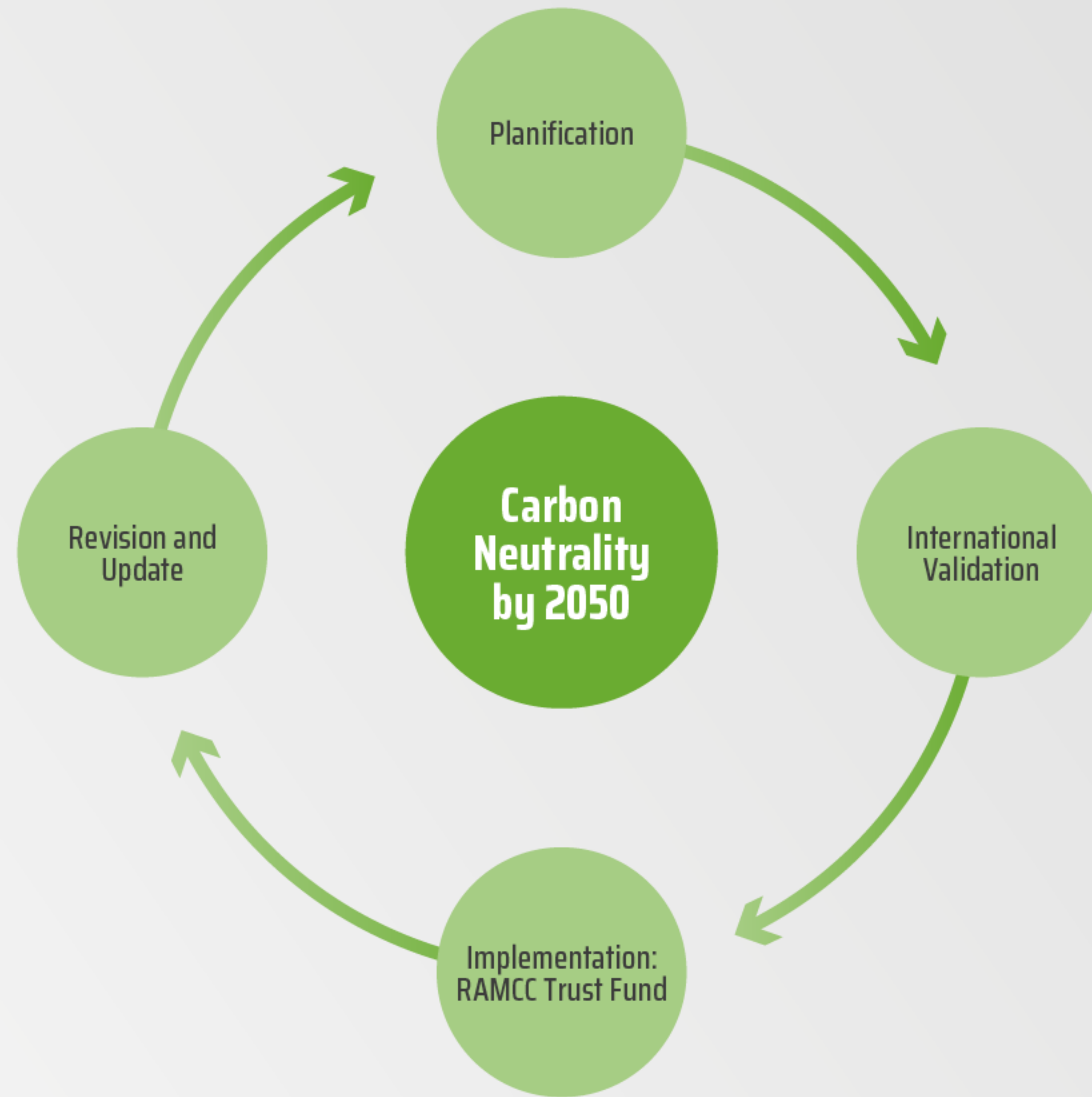 Planification
International
Validation
Implementation:
RAMCC Trust Fund
Revision and
Update
Carbon
Neutrality
by 2050